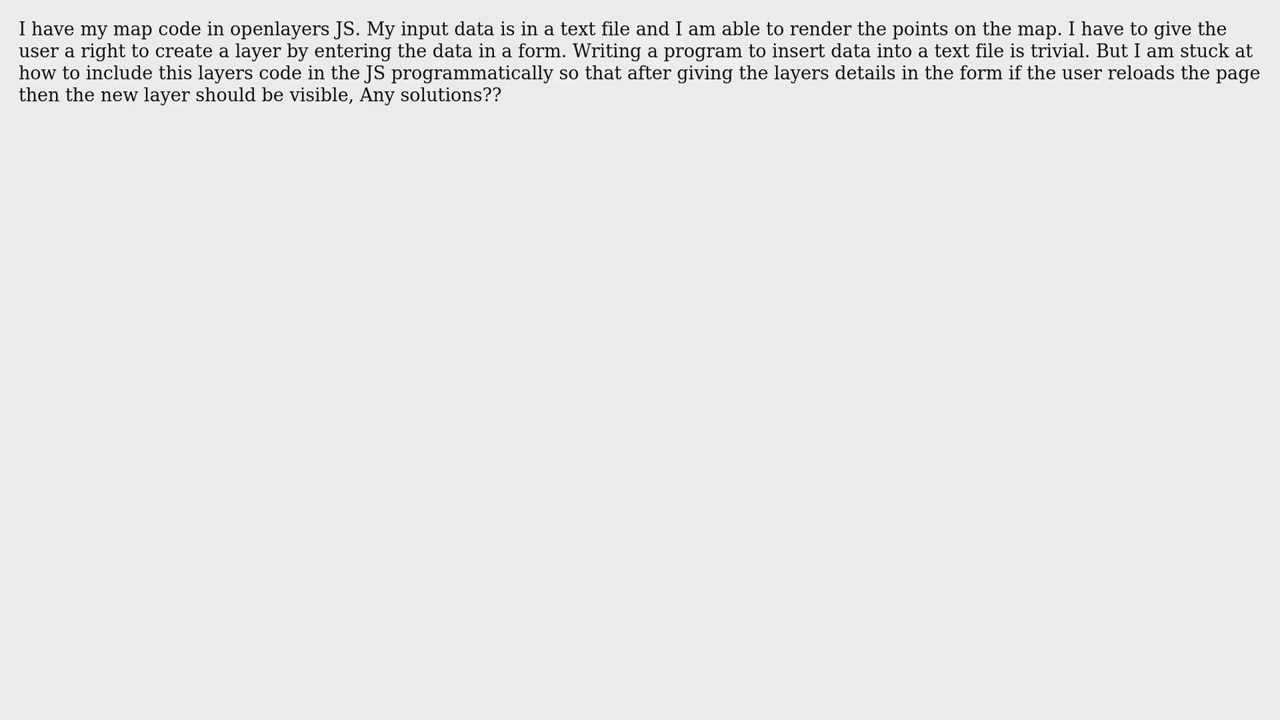 I have my map code in openlayers JS. My input data is in a text file and I am able to render the points on the map. I have to give the
user a right to create a layer by entering the data in a form. Writing a program to insert data into a text file is trivial. But I am stuck at
how to include this layers code in the JS programmatically so that after giving the layers details in the form if the user reloads the page
then the new layer should be visible, Any solutions??